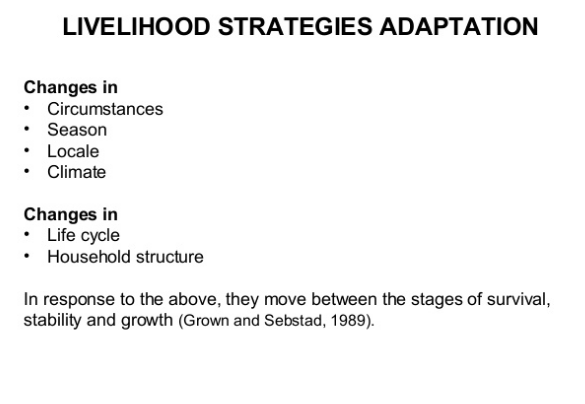 LIVELIHOOD STRATEGIES ADAPTATION
Changes in
• Circumstances
• Season
• Locale
• Climate
Changes in
• Life cycle
• Household structure
In response to the above, they move between the stages of survival,
stability and growth (Grown and Sebstad, 1989).